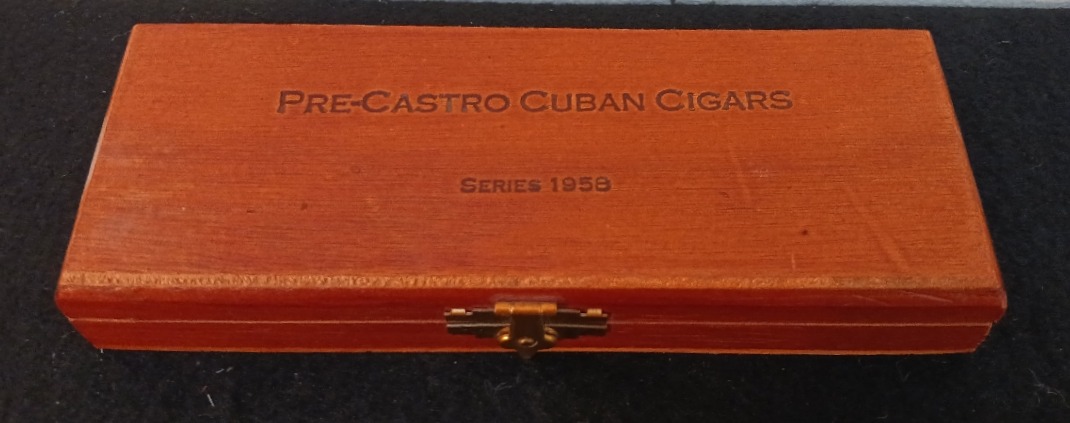 Pre-Castro Cuban Cigars
Series 1958